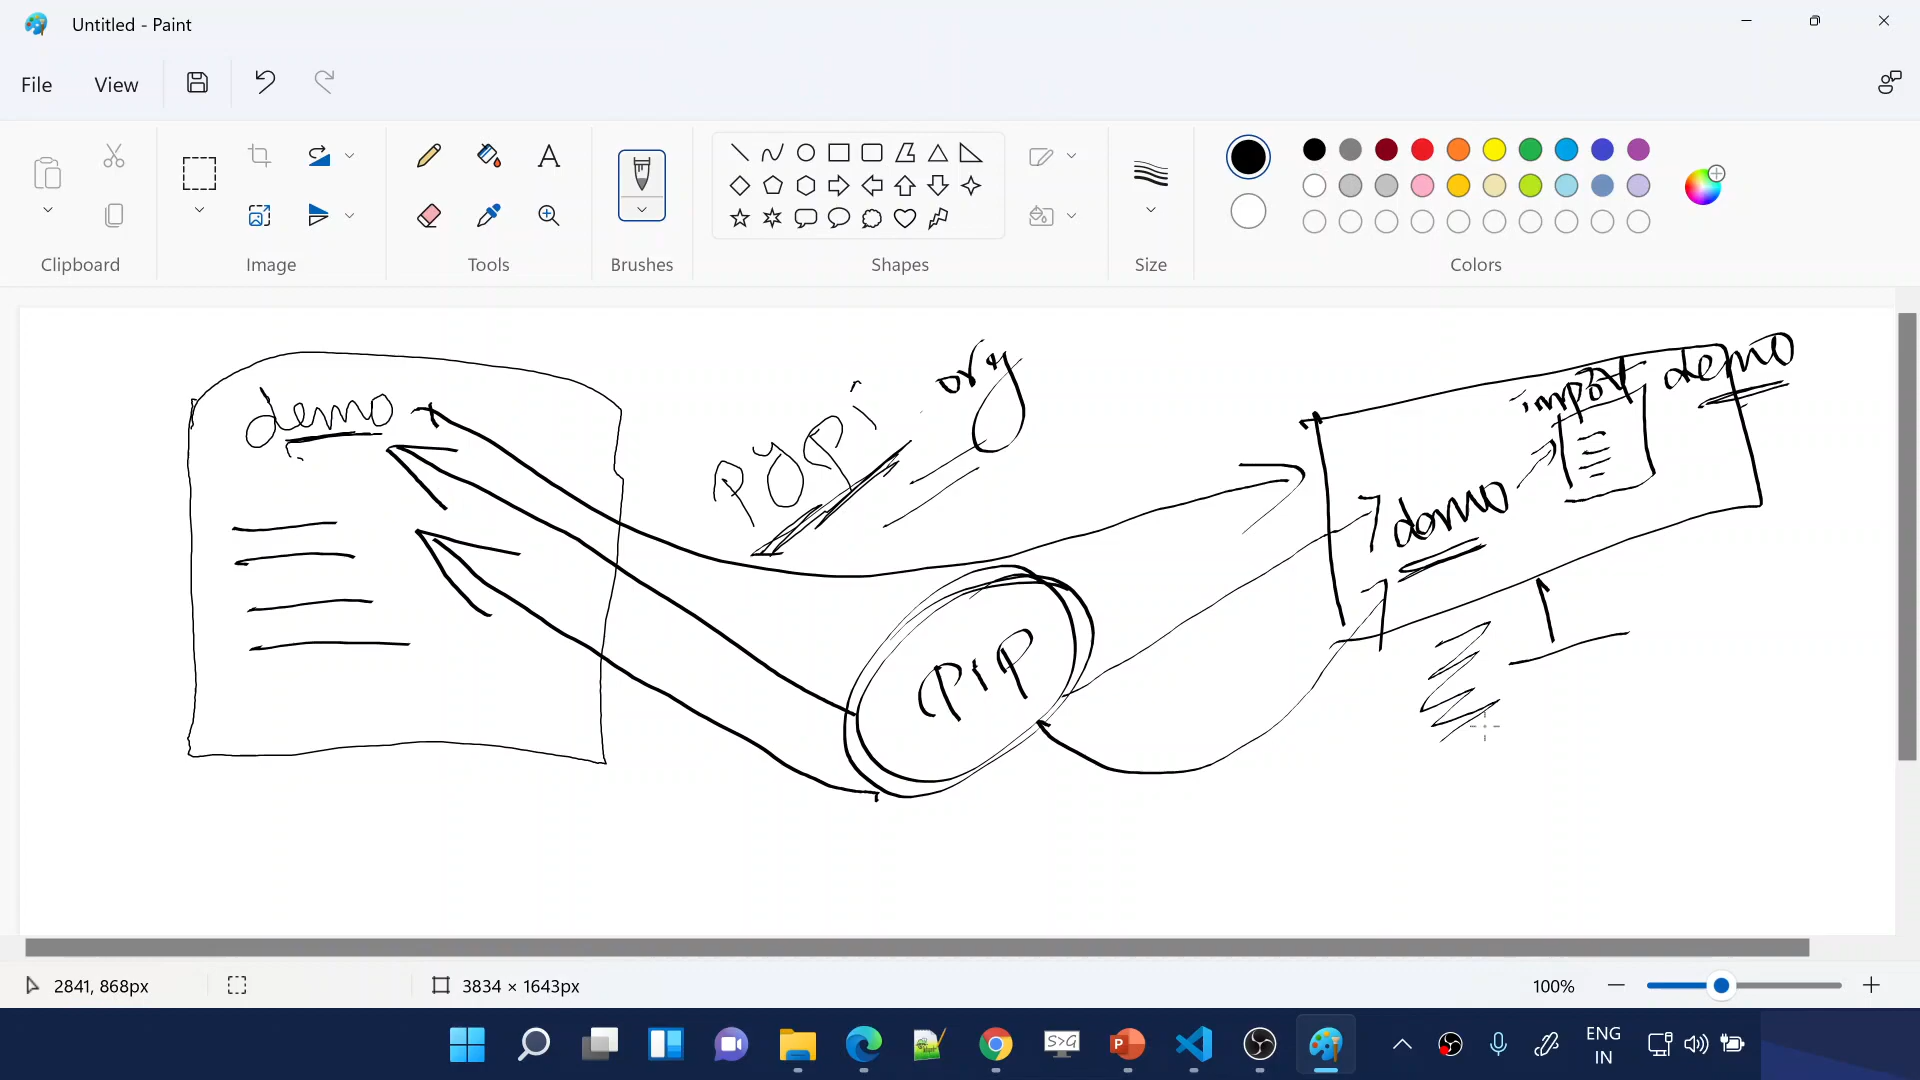 Untitled - Paint
File
View
Clipboard
Image
Tools
Brushes
Shapes
Size
Colors
demo
pypi
org
import demo
demo
PIP
2841, 868px
3834 × 1643px
100%
S>G
P
ENG
IN